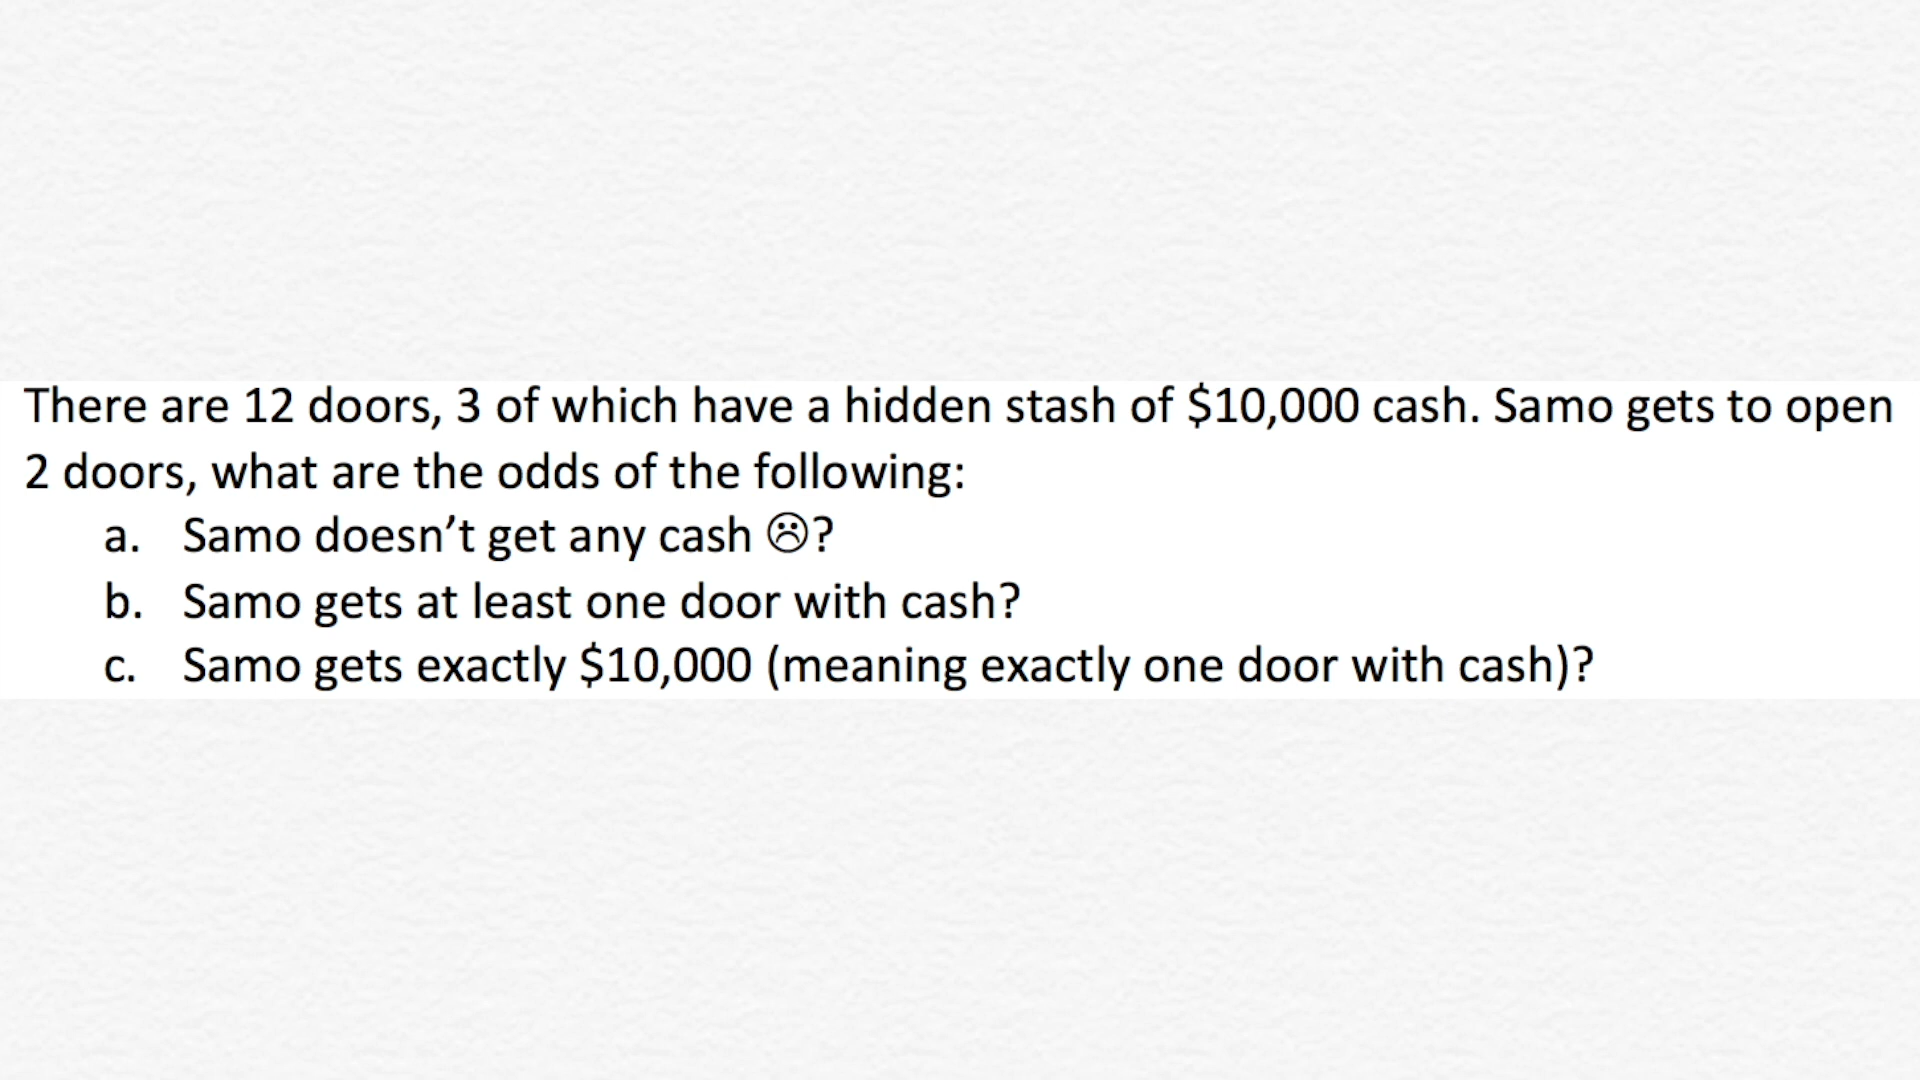 There are 12 doors, 3 of which have a hidden stash of $10,000 cash. Samo gets to open
2 doors, what are the odds of the following:
a. Samo doesn’t get any cash ☹?
b. Samo gets at least one door with cash?
c. Samo gets exactly $10,000 (meaning exactly one door with cash)?